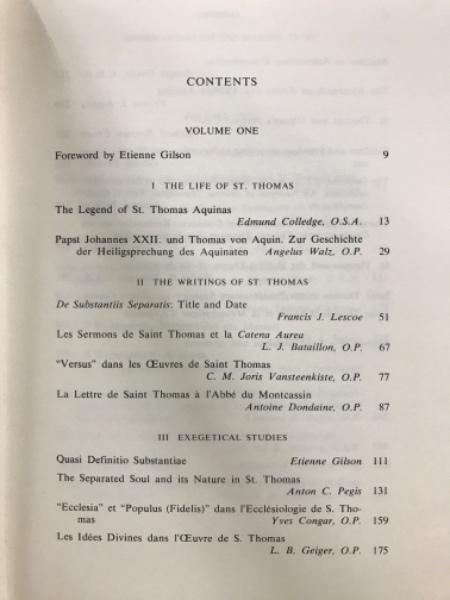 CONTENTS
VOLUME ONE
Foreword by Etienne Gilson 9
I THE LIFE OF ST. THOMAS
The Legend of St. Thomas Aquinas
Edmund Colledge, O.S.A. 13
Papst Johannes XXII. und Thomas von Aquin. Zur Geschichte
der Heiligsprechung des Aquinaten Angelus Walz, O.P. 29
II THE WRITINGS OF ST. THOMAS
De Substantiis Separatis: Title and Date
Francis J. Lescoe 51
Les Sermons de Saint Thomas et la Catena Aurea
L. J. Bataillon, O.P. 67
"Versus" dans les Œuvres de Saint Thomas
C. M. Joris Vansteenkiste, O.P. 77
La Lettre de Saint Thomas à l'Abbé du Montcassin
Antoine Dondaine, O.P. 87
III EXEGETICAL STUDIES
Quasi Definitio Substantiae Etienne Gilson 111
The Separated Soul and its Nature in St. Thomas
Anton C. Pegis 131
"Ecclesia" et "Populus (Fidelis)" dans l'Ecclésiologie de S. Tho-
mas Yves Congar, O.P. 159
Les Idées Divines dans l'Œuvre de S. Thomas
L. B. Geiger, O.P. 175